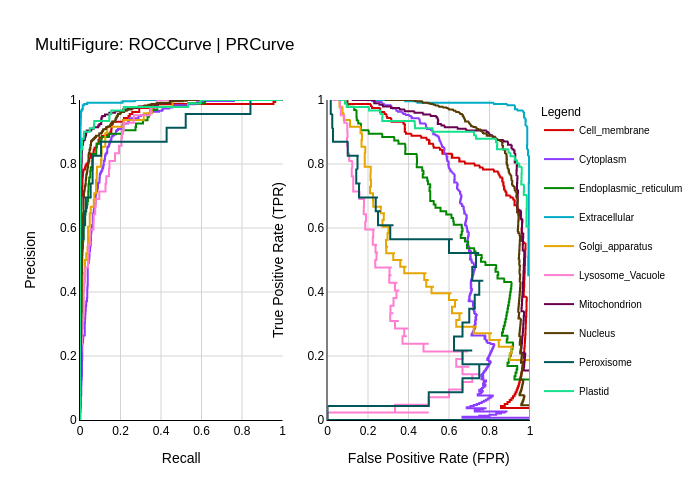 MultiFigure: ROCCurve | PRCurve
1
0.8
0.6
0.4
0.2
0
0
0.2
0.4
0.6
0.8
1
Precision
Recall
1
0.8
0.6
0.4
0.2
0
0
0.2
0.4
0.6
0.8
1
True Positive Rate (TPR)
False Positive Rate (FPR)
Legend
Cell_membrane
Cytoplasm
Endoplasmic_reticulum
Extracellular
Golgi_apparatus
Lysosome_Vacuole
Mitochondrion
Nucleus
Peroxisome
Plastid